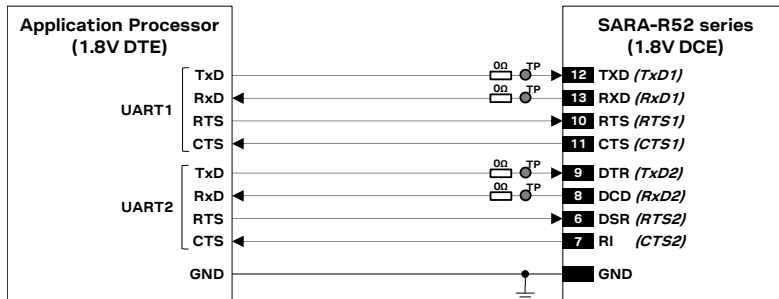 Application Processor
(1.8V DTE)
SARA-R52 series
(1.8V DCE)
UART1
TxD 0Ω TP 12 TXD (TxD1)
RxD 0Ω TP 13 RXD (RxD1)
RTS 10 RTS (RTS1)
CTS 11 CTS (CTS1)
UART2
TxD 0Ω TP 9 DTR (TxD2)
RxD 0Ω TP 8 DCD (RxD2)
RTS 6 DSR (RTS2)
CTS 7 RI (CTS2)
GND GND